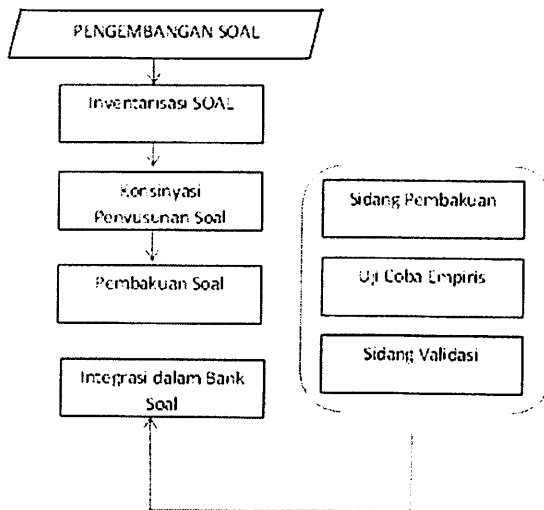 PENGEMBANGAN SOAL
Inventarisasi SOAL
Konsinyasi
Penyusunan Soal
Pembakuan Soal
Integrasi dalam Bank
Soal
Sidang Pembakuan
Uji Coba Empiris
Sidang Validasi